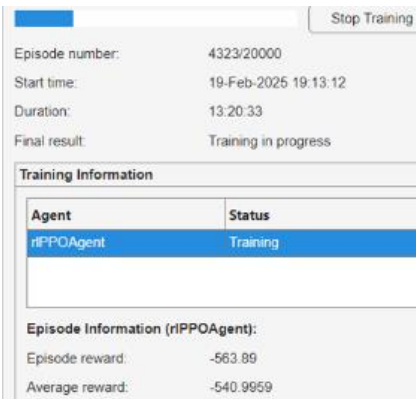 Stop Training
Episode number: 4323/20000
Start time: 19-Feb-2025 19:13:12
Duration: 13:20:33
Final result: Training in progress
Training Information
Agent Status
rlPPOAgent Training
Episode Information (rlPPOAgent):
Episode reward: -563.89
Average reward: -540.9959